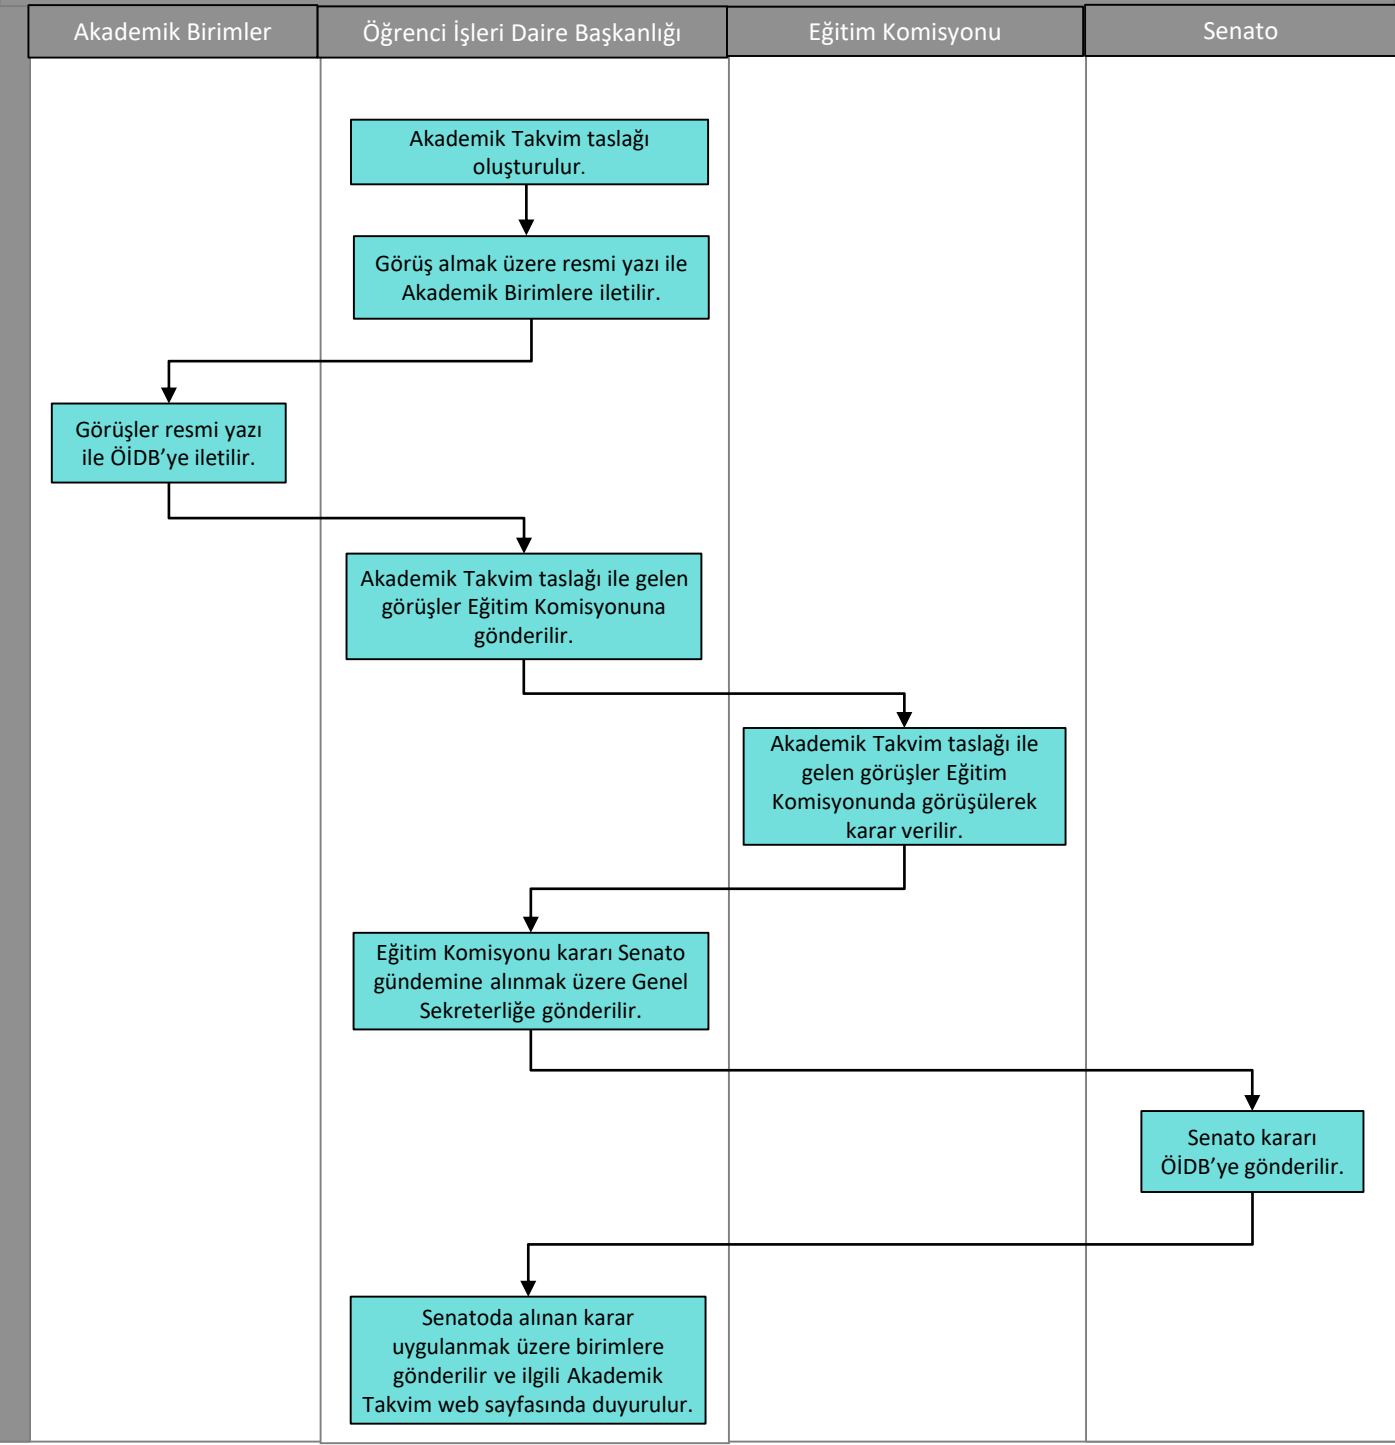 Akademik Birimler
Öğrenci İşleri Daire Başkanlığı
Eğitim Komisyonu
Senato
Akademik Takvim taslağı
oluşturulur.
Görüş almak üzere resmi yazı ile
Akademik Birimlere iletilir.
Görüşler resmi yazı
ile ÖİDB’ye iletilir.
Akademik Takvim taslağı ile gelen
görüşler Eğitim Komisyonuna
gönderilir.
Akademik Takvim taslağı ile
gelen görüşler Eğitim
Komisyonunda görüşülerek
karar verilir.
Eğitim Komisyonu kararı Senato
gündemine alınmak üzere Genel
Sekreterliğe gönderilir.
Senato kararı
ÖİDB’ye gönderilir.
Senatoda alınan karar
uygulanmak üzere birimlere
gönderilir ve ilgili Akademik
Takvim web sayfasında duyurulur.